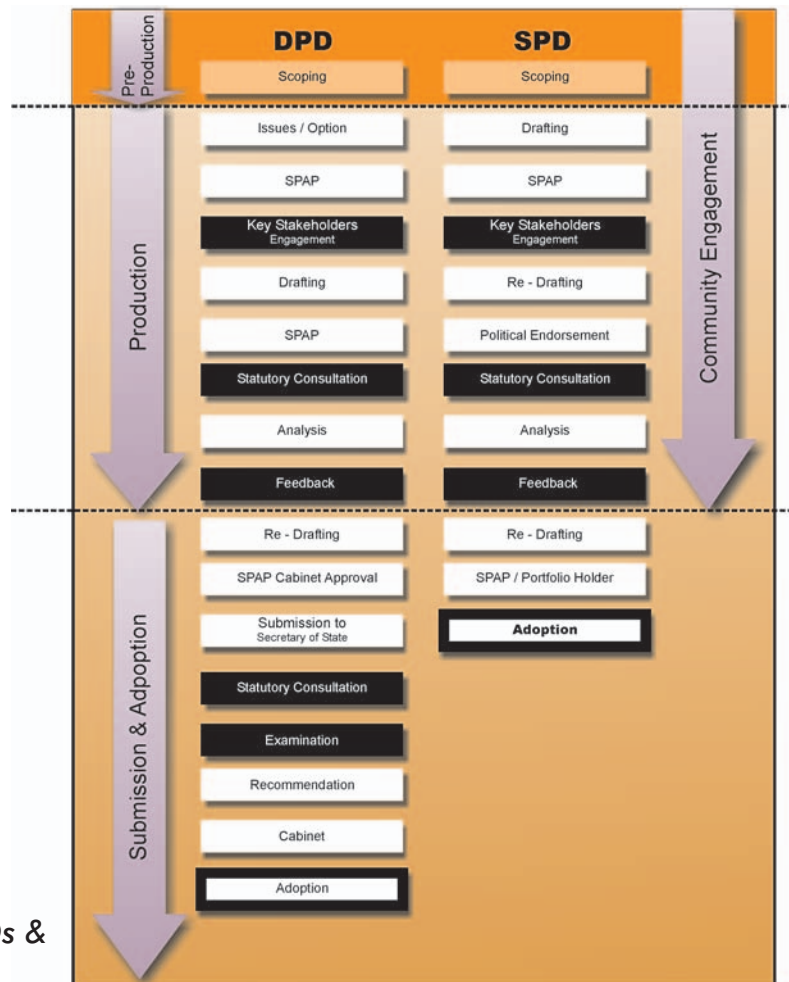 Pre-
Production
DPD
SPD
Scoping
Scoping
Production
Community Engagement
Issues / Option
Drafting
SPAP
SPAP
Key Stakeholders
Engagement
Key Stakeholders
Engagement
Drafting
Re - Drafting
SPAP
Political Endorsement
Statutory Consultation
Statutory Consultation
Analysis
Analysis
Feedback
Feedback
Submission & Adpoption
Re - Drafting
Re - Drafting
SPAP Cabinet Approval
SPAP / Portfolio Holder
Submission to
Secretary of State
Adoption
Statutory Consultation
Examination
Recommendation
Cabinet
Adoption
s &